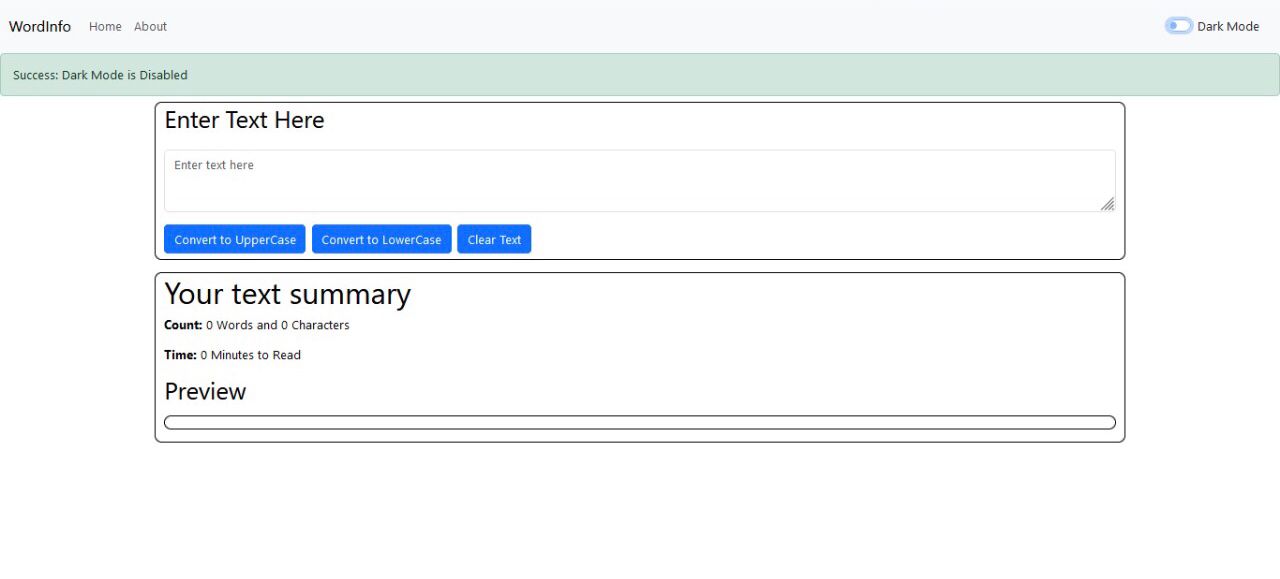 WordInfo Home About Dark Mode
Success: Dark Mode is Disabled
Enter Text Here
Enter text here
Convert to UpperCase Convert to LowerCase Clear Text
Your text summary
Count: 0 Words and 0 Characters
Time: 0 Minutes to Read
Preview